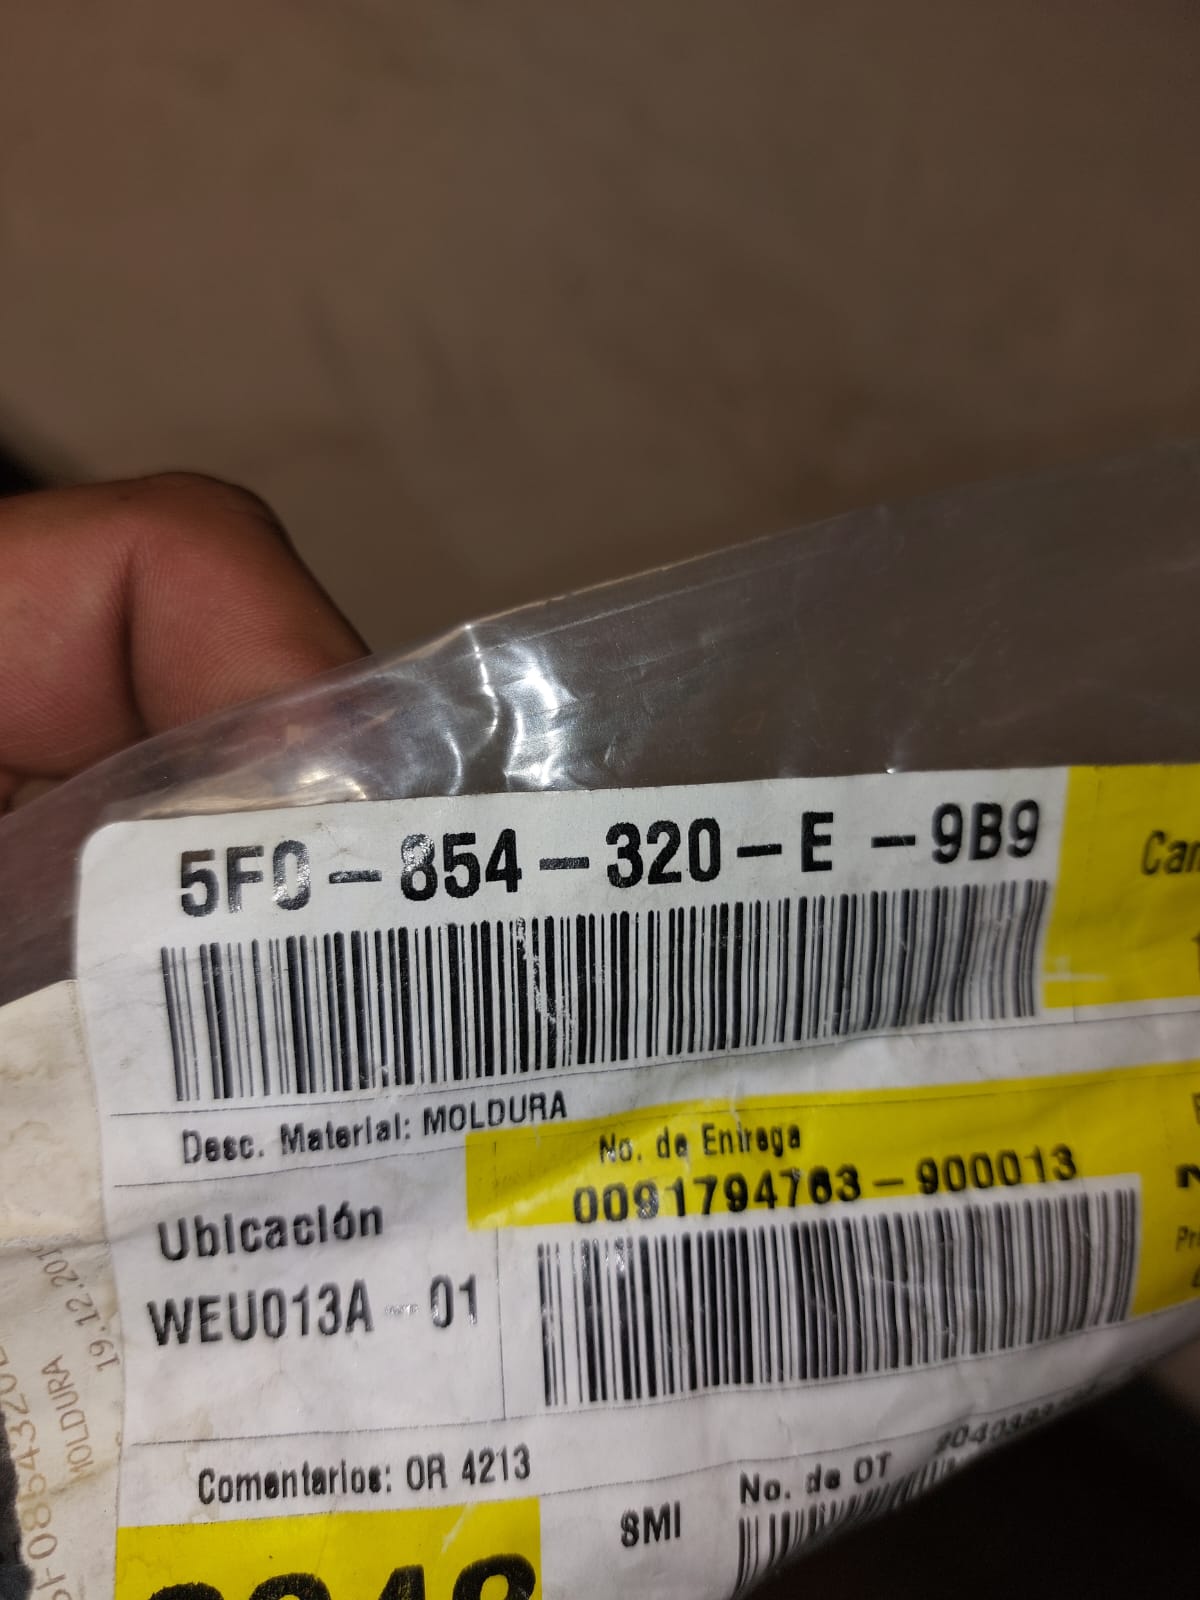 5F0-854-320-E -9B9
Desc. Material: MOLDURA
No. de Entrega
0091794763-900013
Ubicación
WEU013A-01
Comentarios: OR 4213
SMI
No. de OT
MOLDURA